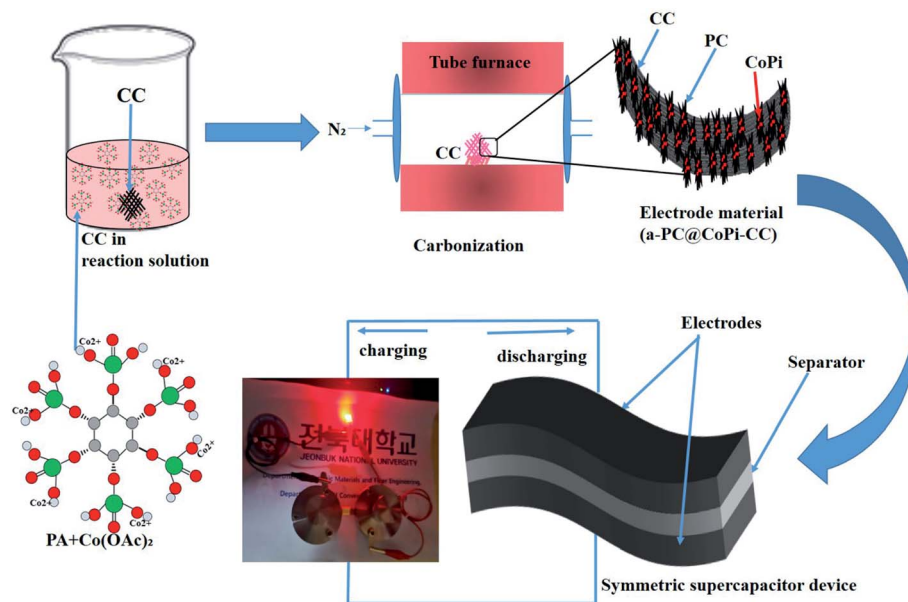 CC
CC in
reaction solution
Tube furnace
N₂
CC
Carbonization
CC
PC
CoPi
Electrode material
(a-PC@CoPi-CC)
Co2+
Co2+
Co2+
Co2+
Co2+
Co2+
PA+Co(OAc)₂
charging
discharging
전북대학교
JEONBUK NATIONAL UNIVERSITY
Electrodes
Separator
Symmetric supercapacitor device